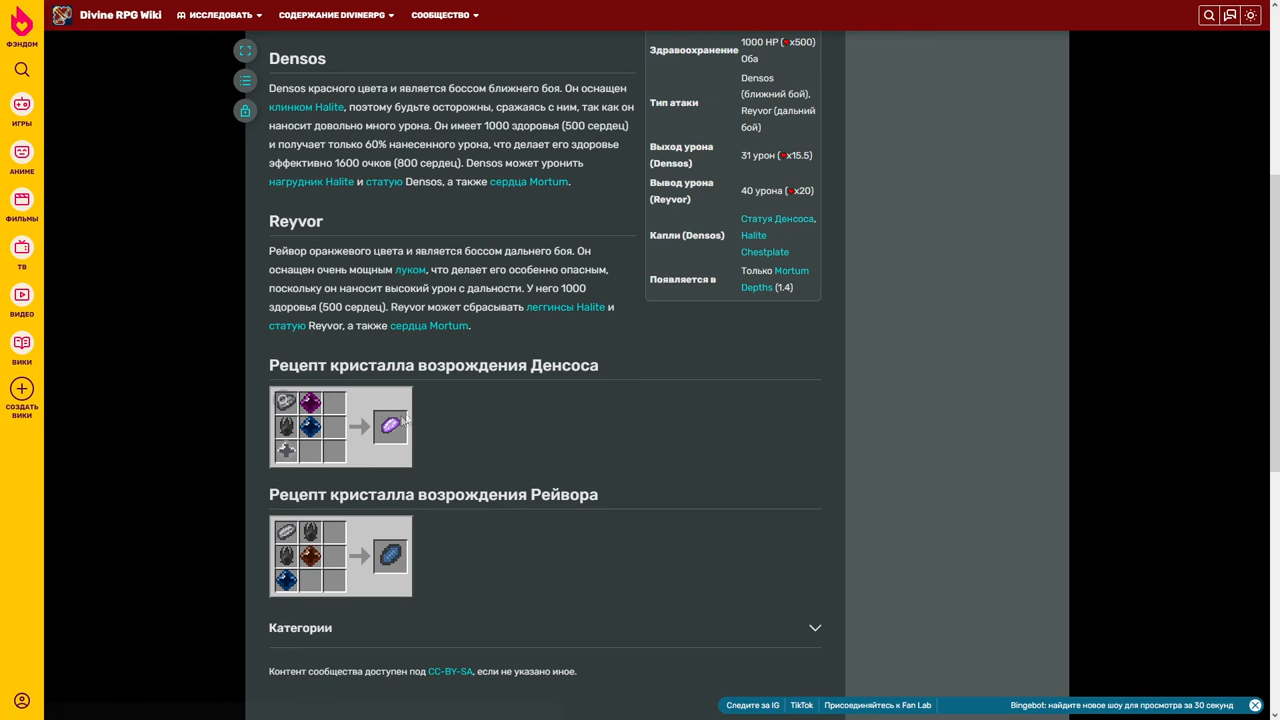 Divine RPG Wiki
ИССЛЕДОВАТЬ
СОДЕРЖАНИЕ DIVINERPG
СООБЩЕСТВО
ФЭНДОМ
ИГРЫ
АНИМЕ
ФИЛЬМЫ
ТВ
ВИДЕО
ВИКИ
СОЗДАТЬ
ВИКИ
Densos
Densos красного цвета и является боссом ближнего боя. Он оснащен
клинком Halite, поэтому будьте осторожны, сражаясь с ним, так как он
наносит довольно много урона. Он имеет 1000 здоровья (500 сердец)
и получает только 60% нанесенного урона, что делает его здоровье
эффективно 1600 очков (800 сердец). Densos может уронить
нагрудник Halite и статую Densos, а также сердца Mortum.
Reyvor
Рейвор оранжевого цвета и является боссом дальнего боя. Он
оснащен очень мощным луком, что делает его особенно опасным,
поскольку он наносит высокий урон с дальности. У него 1000
здоровья (500 сердец). Reyvor может сбрасывать леггинсы Halite и
статую Reyvor, а также сердца Mortum.
Здравоохранение
1000 HP (x500)
Оба
Тип атаки
Densos
(ближний бой),
Reyvor (дальний
бой)
Выход урона
(Densos)
31 урон (x15.5)
Вывод урона
(Reyvor)
40 урона (x20)
Капли (Densos)
Статуя Денсоса,
Halite
Chestplate
Появляется в
Только Mortum
Depths (1.4)
Рецепт кристалла возрождения Денсоса
Рецепт кристалла возрождения Рейвора
Категории
Контент сообщества доступен под CC-BY-SA, если не указано иное.
Следите за IG
TikTok
Присоединяйтесь к Fan Lab
Bingebot: найдите новое шоу для просмотра за 30 секунд